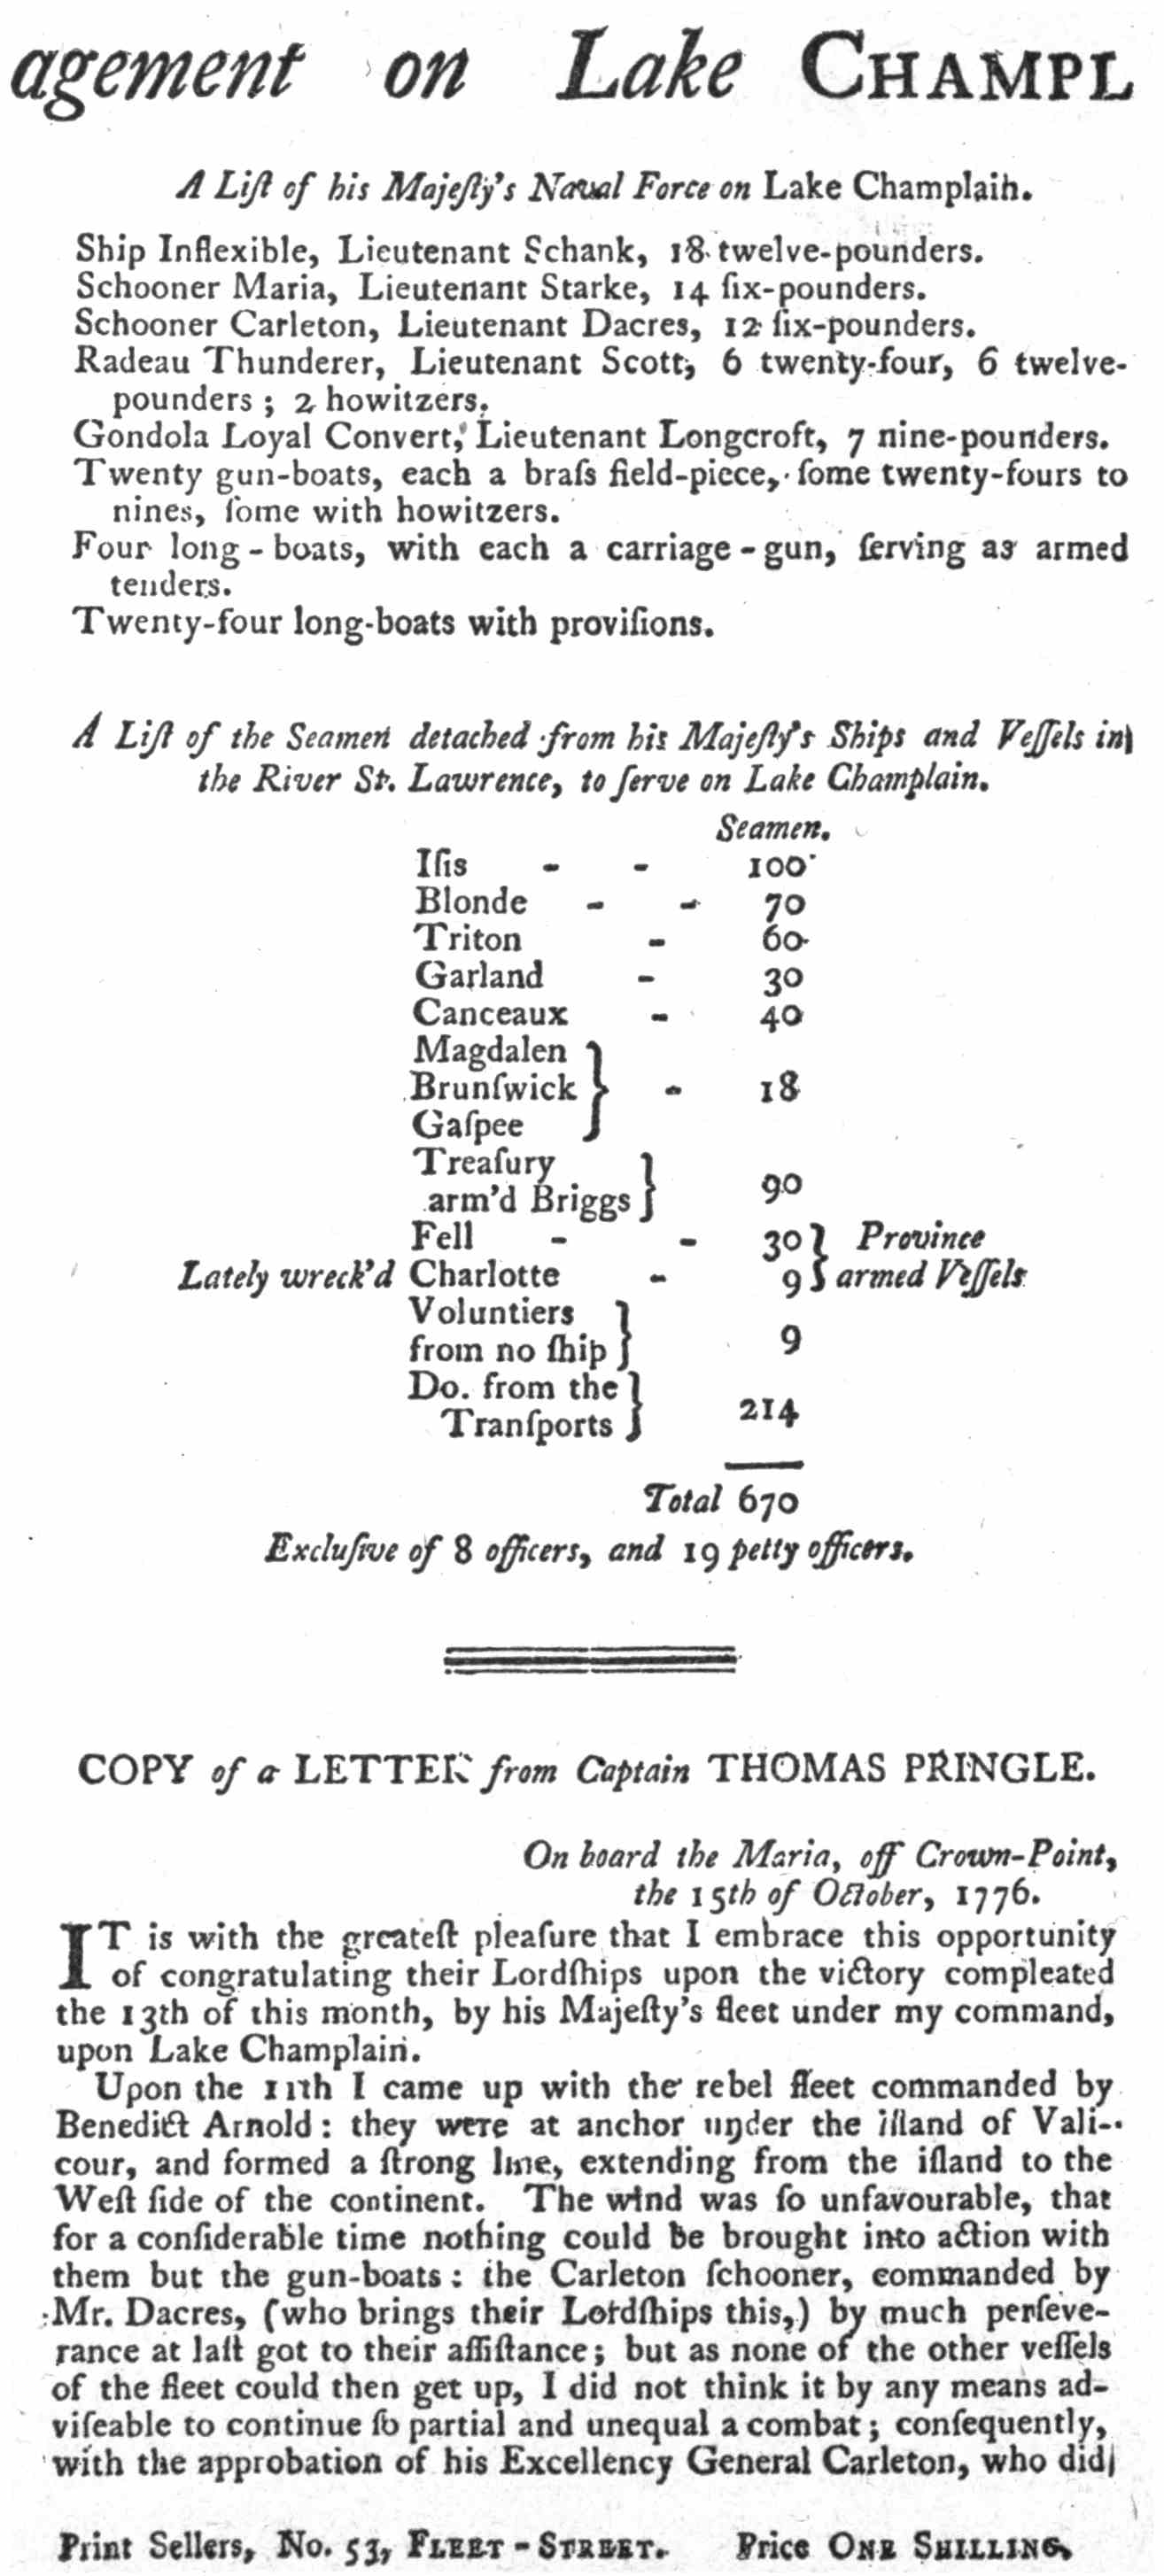 agement on Lake CHAMPL
A Liſt of his Majeſty's Naval Force on Lake Champlain.
Ship Inflexible, Lieutenant Schank, 18 twelve-pounders.
Schooner Maria, Lieutenant Starke, 14 ſix-pounders.
Schooner Carleton, Lieutenant Dacres, 12 ſix-pounders.
Radeau Thunderer, Lieutenant Scott, 6 twenty-four, 6 twelve-
pounders; 2 howitzers.
Gondola Loyal Convert, Lieutenant Longcroft, 7 nine-pounders.
Twenty gun-boats, each a braſs field-piece, ſome twenty-fours to
nines, ſome with howitzers.
Four long-boats, with each a carriage-gun, ſerving as armed
tenders.
Twenty-four long-boats with proviſions.
A Liſt of the Seamen detached from his Majeſty's Ships and Veſſels in
the River St. Lawrence, to ſerve on Lake Champlain.
Seamen.
Iſis - - 100
Blonde - - 70
Triton - 60
Garland - 30
Canceaux - 40
Magdalen
Brunſwick } - 18
Gaſpee
Treaſury
arm'd Briggs } 90
Fell - - 30 } Province
Lately wreck'd Charlotte - 9 } armed Veſſels
Voluntiers
from no ſhip } 9
Do. from the
Tranſports } 214
Total 670
Excluſive of 8 officers, and 19 petty officers.
COPY of a LETTER from Captain THOMAS PRINGLE.
On board the Maria, off Crown-Point,
the 15th of October, 1776.
IT is with the greateſt pleaſure that I embrace this opportunity
of congratulating their Lordſhips upon the victory compleated
the 13th of this month, by his Majeſty's fleet under my command,
upon Lake Champlain.
Upon the 11th I came up with the rebel fleet commanded by
Benedict Arnold: they were at anchor under the iſland of Vali-
cour, and formed a ſtrong line, extending from the iſland to the
Weſt ſide of the continent. The wind was ſo unfavourable, that
for a conſiderable time nothing could be brought into action with
them but the gun-boats: the Carleton ſchooner, commanded by
Mr. Dacres, (who brings their Lordſhips this,) by much perſeve-
rance at laſt got to their aſſiſtance; but as none of the other veſſels
of the fleet could then get up, I did not think it by any means ad-
viſeable to continue ſo partial and unequal a combat; conſequently,
with the approbation of his Excellency General Carleton, who did
Print Sellers, No. 53, FLEET-STREET. Price ONE SHILLING.